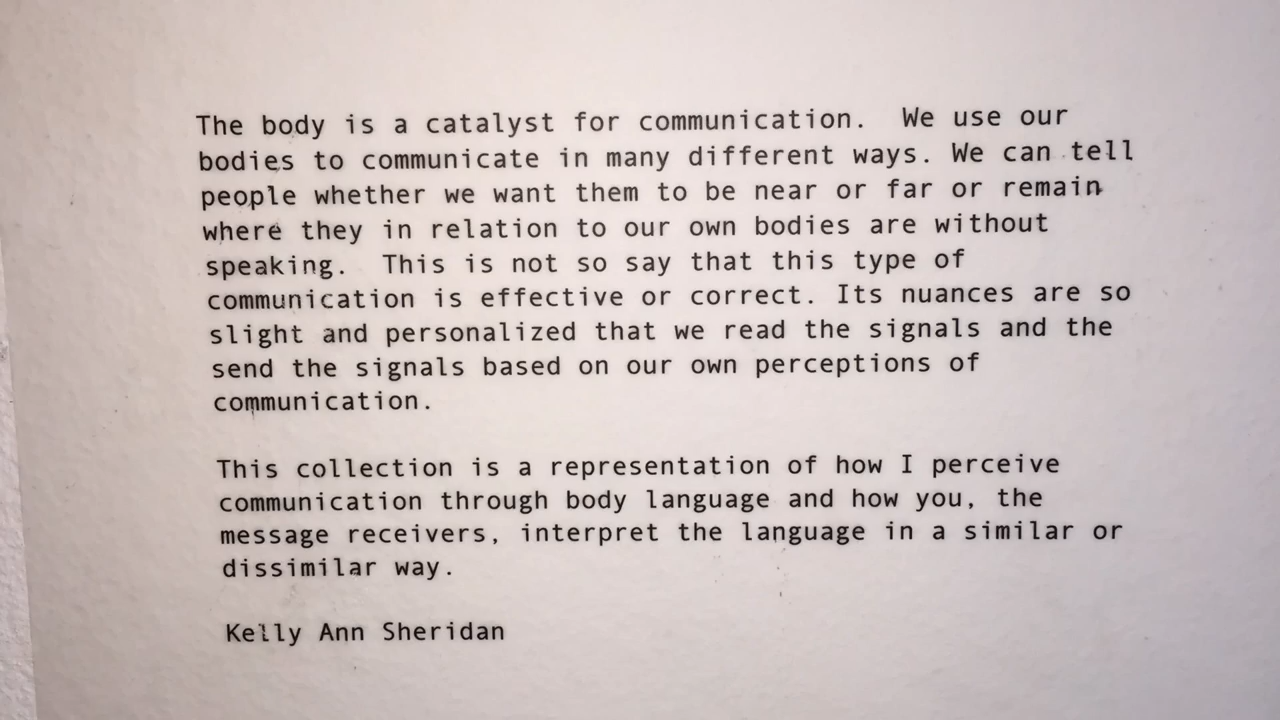 The body is a catalyst for communication.  We use our
bodies to communicate in many different ways. We can tell
people whether we want them to be near or far or remain
where they in relation to our own bodies are without
speaking.  This is not so say that this type of
communication is effective or correct. Its nuances are so
slight and personalized that we read the signals and the
send the signals based on our own perceptions of
communication.
This collection is a representation of how I perceive
communication through body language and how you, the
message receivers, interpret the language in a similar or
dissimilar way.
Kelly Ann Sheridan